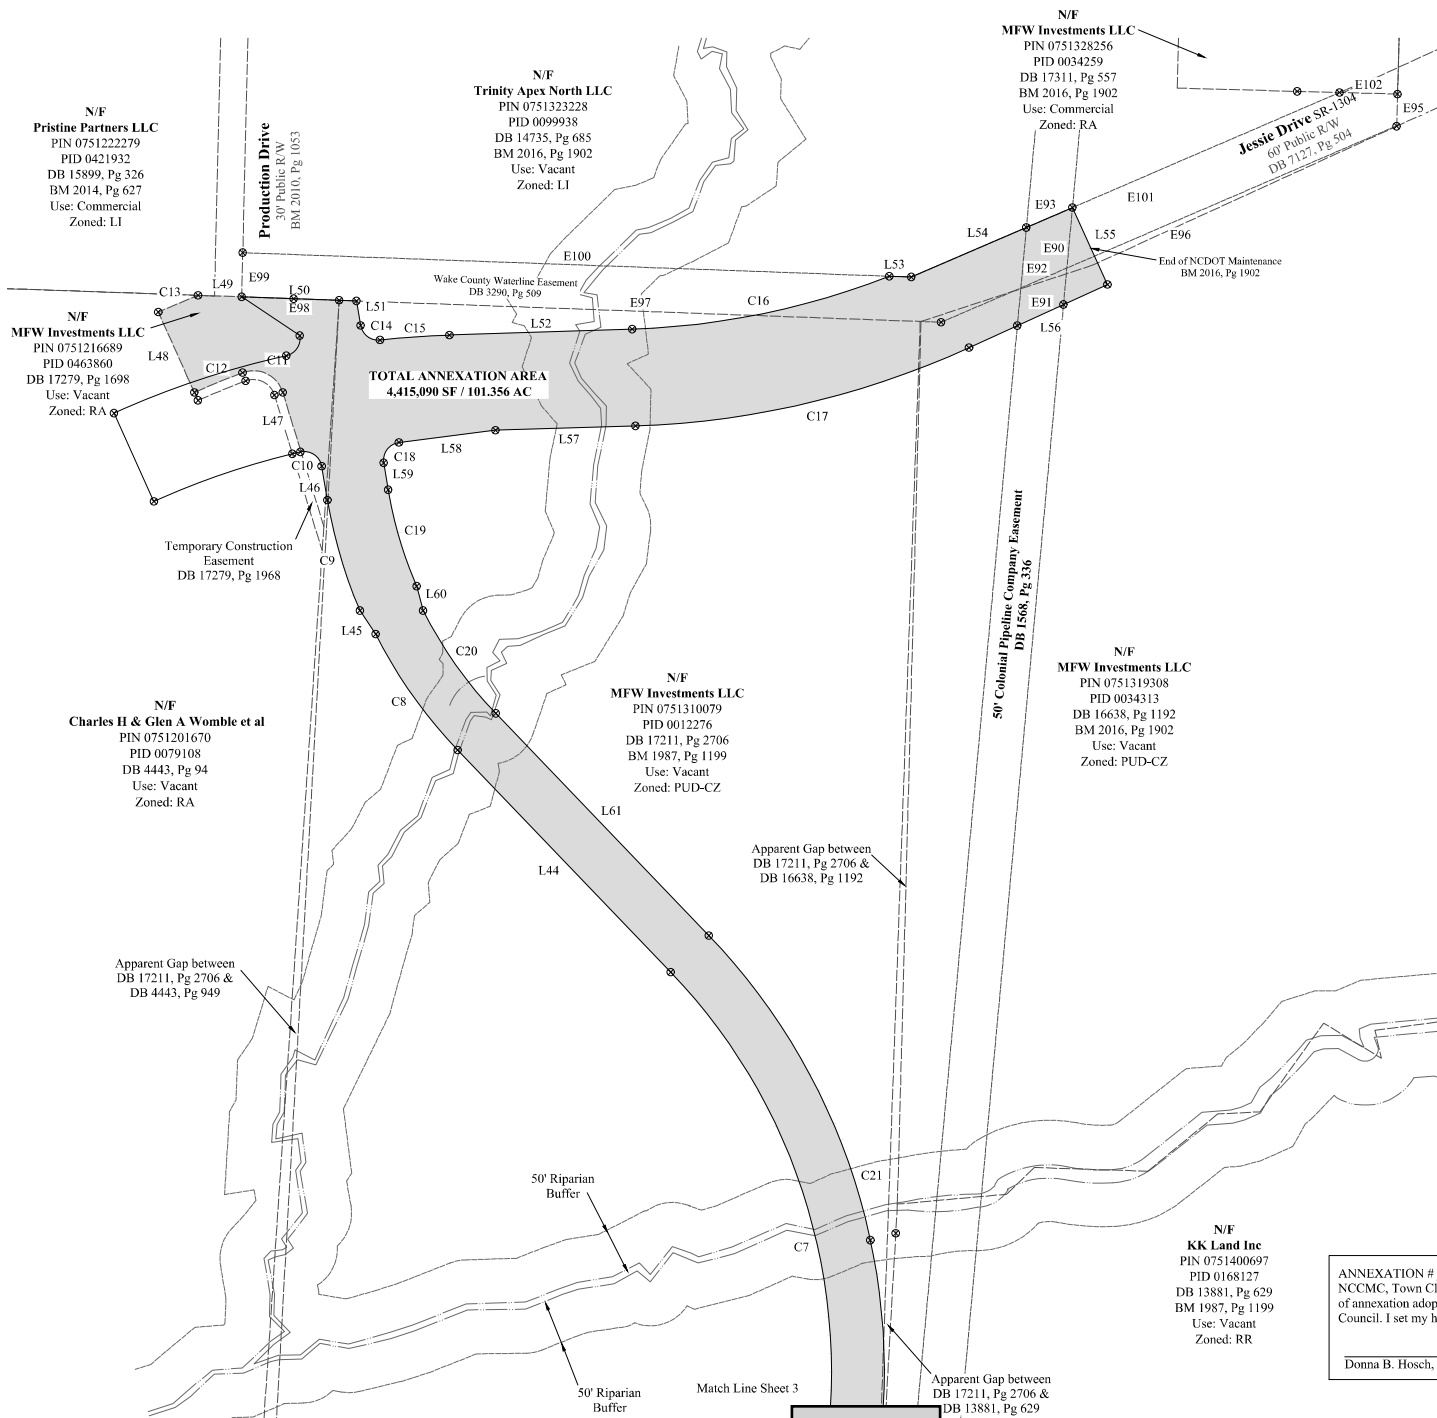 N/F
MFW Investments LLC
PIN 0751328256
PID 0034259
DB 17311, Pg 557
BM 2016, Pg 1902
Use: Commercial
Zoned: RA
N/F
Trinity Apex North LLC
PIN 0751323228
PID 0099938
DB 14735, Pg 685
BM 2016, Pg 1902
Use: Vacant
Zoned: LI
N/F
Pristine Partners LLC
PIN 0751222279
PID 0421932
DB 15899, Pg 326
BM 2014, Pg 627
Use: Commercial
Zoned: LI
Production Drive
30' Public R/W
BM 2010, Pg 1053
Jessie Drive SR-1304
60' Public R/W
DB 7127, Pg 504
E102
E95
E101
E96
E93
L55
L54
E90
E92
E91
L56
End of NCDOT Maintenance
BM 2016, Pg 1902
E100
L53
Wake County Waterline Easement
DB 3290, Pg 509
E99
C13
L49
L50
E98
L51
E97
C16
C14
C15
L52
N/F
MFW Investments LLC
PIN 0751216689
PID 0463860
DB 17279, Pg 1698
Use: Vacant
Zoned: RA
L48
C12
C11
TOTAL ANNEXATION AREA
4,415,090 SF / 101.356 AC
L47
C17
L57
L58
C18
L59
C10
L46
C19
Temporary Construction
Easement
DB 17279, Pg 1968
C9
L60
L45
C20
C8
50' Colonial Pipeline Company Easement
DB 1568, Pg 336
N/F
MFW Investments LLC
PIN 0751319308
PID 0034313
DB 16638, Pg 1192
BM 2016, Pg 1902
Use: Vacant
Zoned: PUD-CZ
N/F
MFW Investments LLC
PIN 0751310079
PID 0012276
DB 17211, Pg 2706
BM 1987, Pg 1199
Use: Vacant
Zoned: PUD-CZ
N/F
Charles H & Glen A Womble et al
PIN 0751201670
PID 0079108
DB 4443, Pg 94
Use: Vacant
Zoned: RA
L61
L44
Apparent Gap between
DB 17211, Pg 2706 &
DB 16638, Pg 1192
Apparent Gap between
DB 17211, Pg 2706 &
DB 4443, Pg 949
C21
C7
50' Riparian
Buffer
N/F
KK Land Inc
PIN 0751400697
PID 0168127
DB 13881, Pg 629
BM 1987, Pg 1199
Use: Vacant
Zoned: RR
ANNEXATION #
NCCMC, Town Cl
of annexation adop
Council. I set my h
Donna B. Hosch,
50' Riparian
Buffer
Match Line Sheet 3
Apparent Gap between
DB 17211, Pg 2706 &
DB 13881, Pg 629